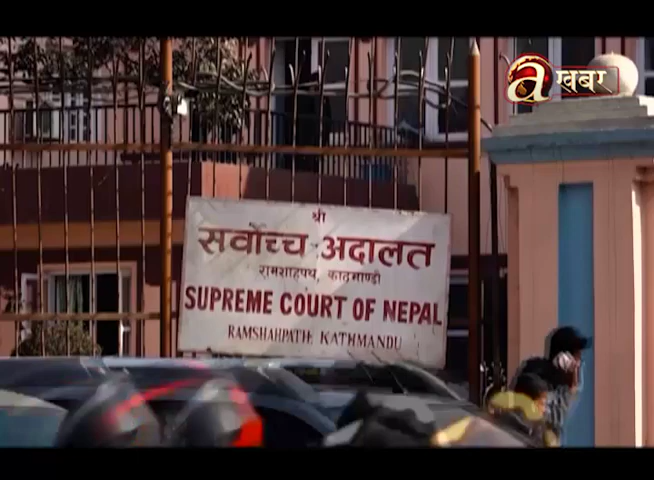 a खबर
श्री
सर्वोच्च अदालत
रामशाहपथ, काठमाण्डौ
SUPREME COURT OF NEPAL
RAMSHAHPATH: KATHMANDU